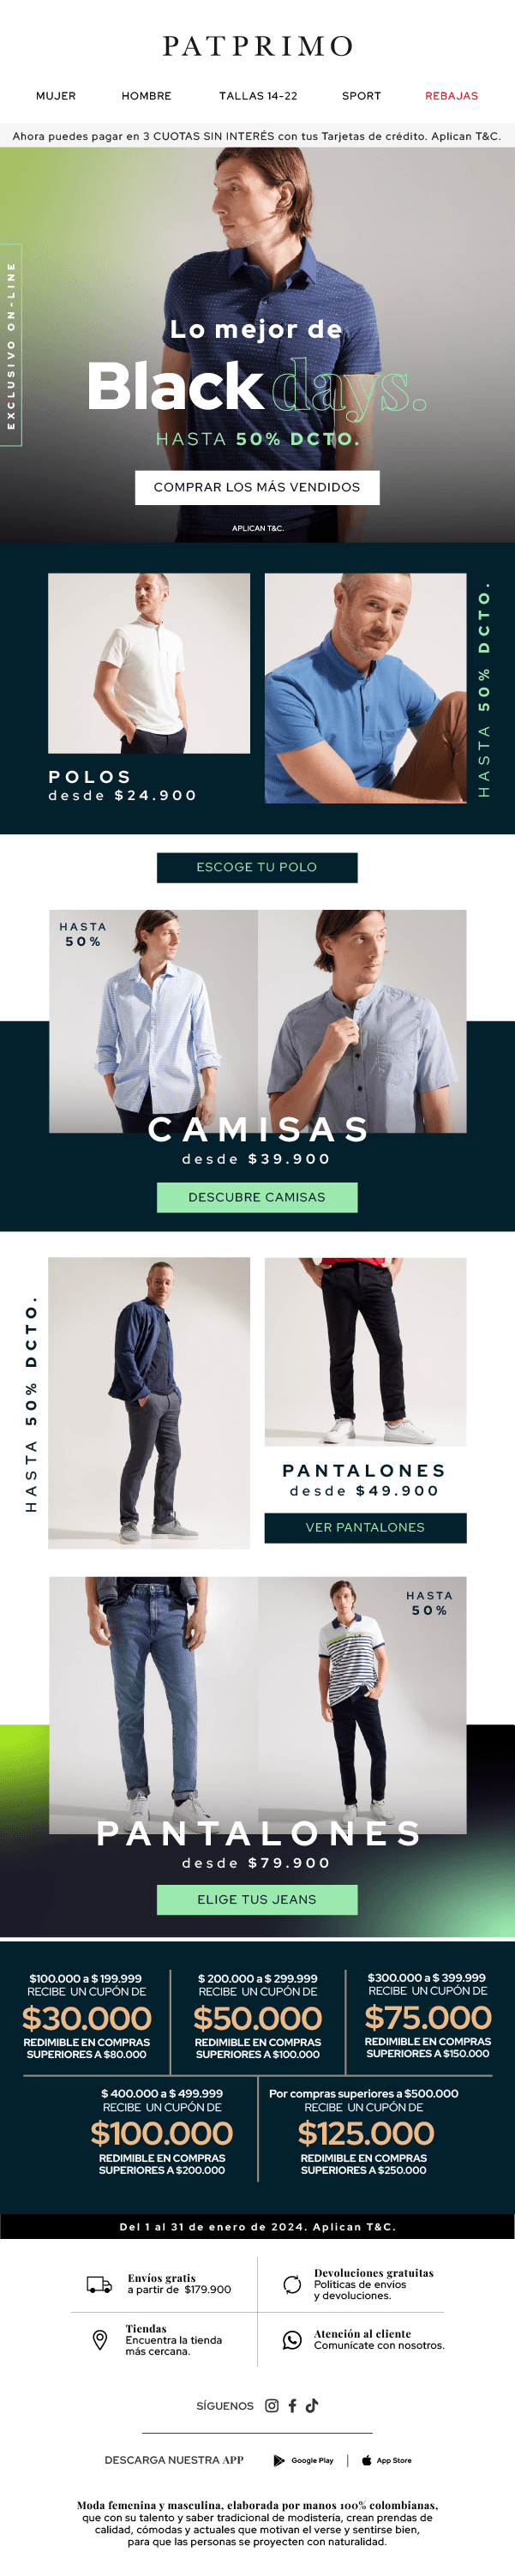 PATPRIMO
MUJER HOMBRE TALLAS 14-22 SPORT REBAJAS
Ahora puedes pagar en 3 CUOTAS SIN INTERÉS con tus Tarjetas de crédito. Aplican T&C.
EXCLUSIVO ON-LINE
Lo mejor de
Black days.
HASTA 50% DCTO.
COMPRAR LOS MÁS VENDIDOS
APLICAN T&C.
HASTA 50% DCTO.
POLOS
desde $24.900
ESCOGE TU POLO
HASTA
50%
CAMISAS
desde $39.900
DESCUBRE CAMISAS
HASTA 50% DCTO.
PANTALONES
desde $49.900
VER PANTALONES
HASTA
50%
PANTALONES
desde $79.900
ELIGE TUS JEANS
$100.000 a $ 199.999
RECIBE UN CUPÓN DE
$30.000
REDIMIBLE EN COMPRAS
SUPERIORES A $80.000
$ 200.000 a $ 299.999
RECIBE UN CUPÓN DE
$50.000
REDIMIBLE EN COMPRAS
SUPERIORES A $100.000
$300.000 a $ 399.999
RECIBE UN CUPÓN DE
$75.000
REDIMIBLE EN COMPRAS
SUPERIORES A $150.000
$ 400.000 a $ 499.999
RECIBE UN CUPÓN DE
$100.000
REDIMIBLE EN COMPRAS
SUPERIORES A $200.000
Por compras superiores a $500.000
RECIBE UN CUPÓN DE
$125.000
REDIMIBLE EN COMPRAS
SUPERIORES A $250.000
Del 1 al 31 de enero de 2024. Aplican T&C.
Envíos gratis
a partir de $179.900
Devoluciones gratuitas
Políticas de envíos
y devoluciones.
Tiendas
Encuentra la tienda
más cercana.
Atención al cliente
Comunícate con nosotros.
SÍGUENOS
DESCARGA NUESTRA APP Google Play | App Store
Moda femenina y masculina, elaborada por manos 100% colombianas,
que con su talento y saber tradicional de modistería, crean prendas de
calidad, cómodas y actuales que motivan el verse y sentirse bien,
para que las personas se proyecten con naturalidad.